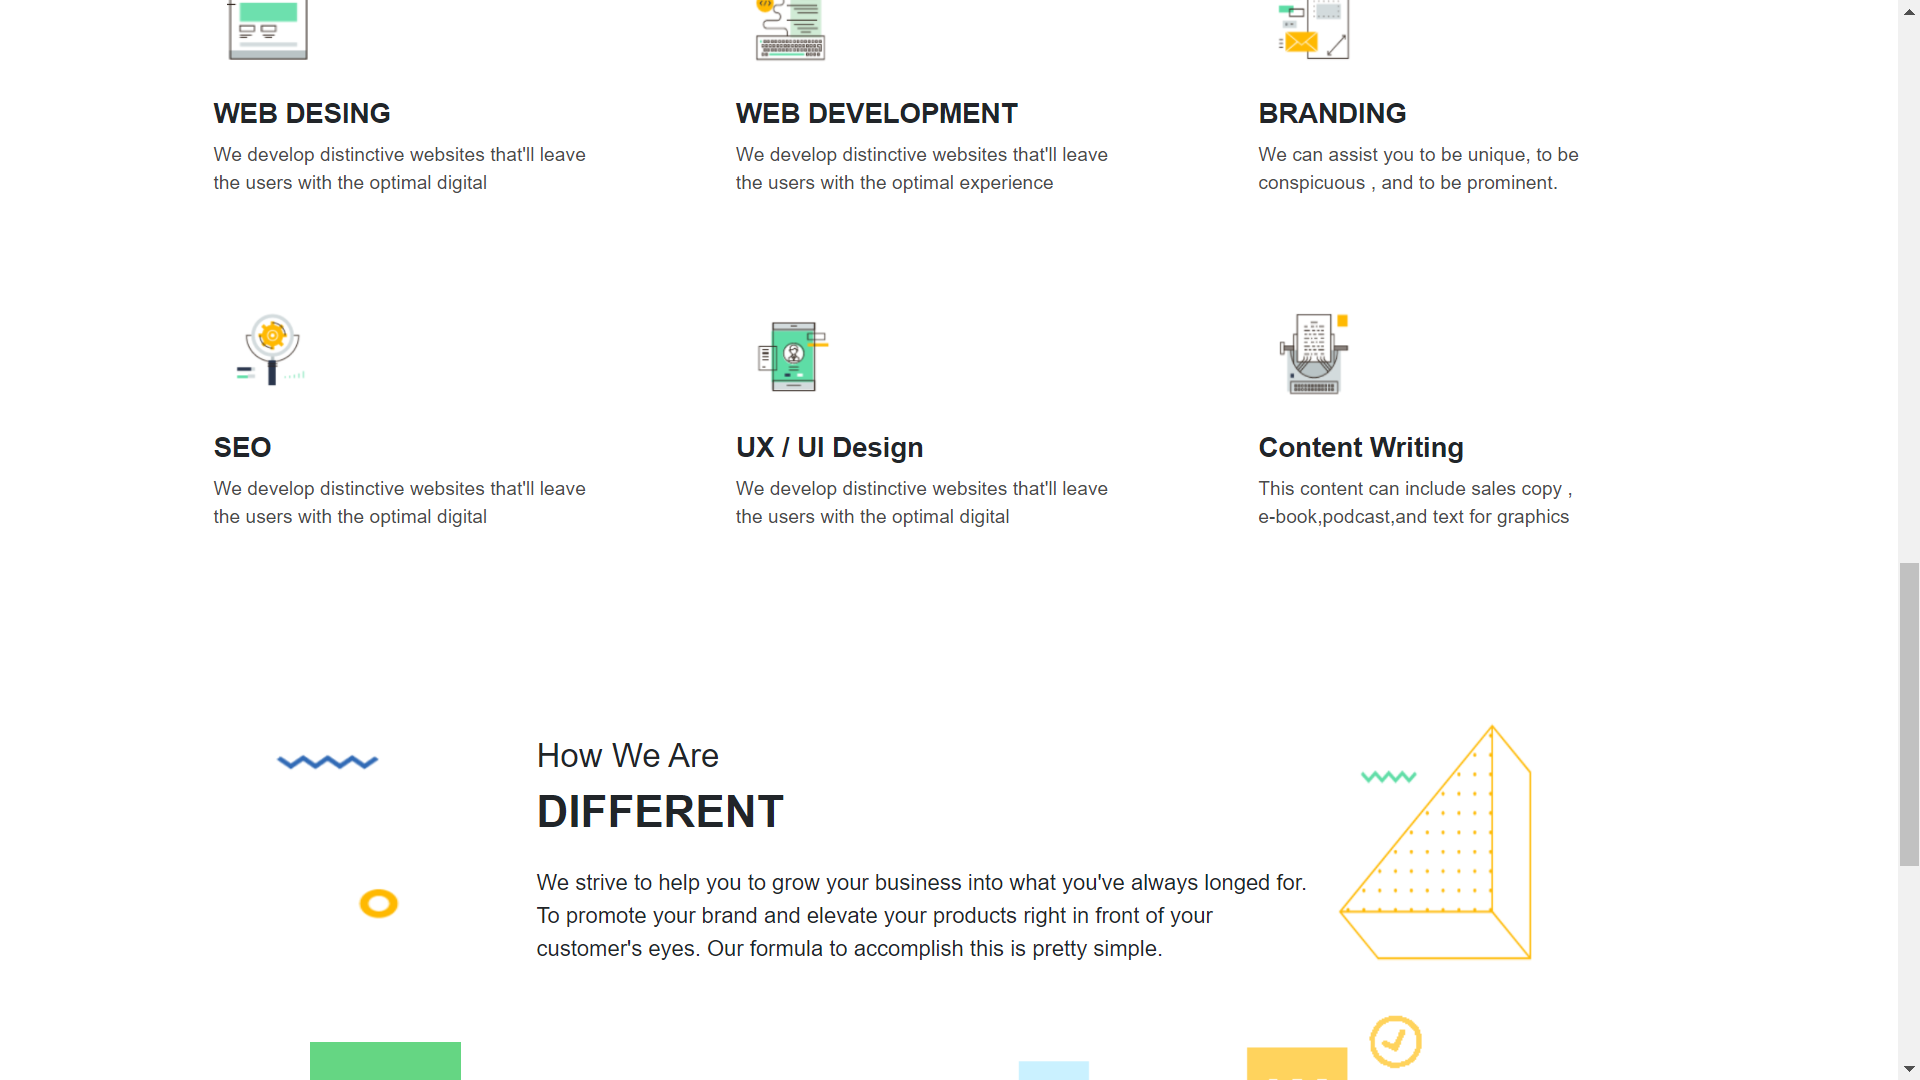 WEB DESING
We develop distinctive websites that'll leave
the users with the optimal digital
WEB DEVELOPMENT
We develop distinctive websites that'll leave
the users with the optimal experience
BRANDING
We can assist you to be unique, to be
conspicuous , and to be prominent.
SEO
We develop distinctive websites that'll leave
the users with the optimal digital
UX / UI Design
We develop distinctive websites that'll leave
the users with the optimal digital
Content Writing
This content can include sales copy ,
e-book,podcast,and text for graphics
How We Are
DIFFERENT
We strive to help you to grow your business into what you've always longed for.
To promote your brand and elevate your products right in front of your
customer's eyes. Our formula to accomplish this is pretty simple.